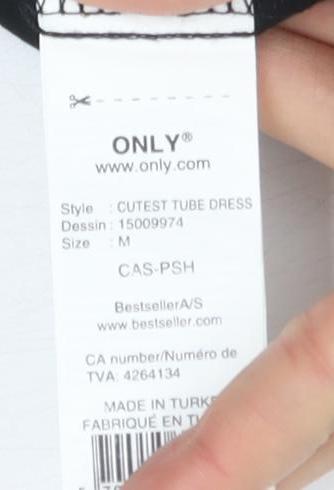 ONLY®
www.only.com
Style : CUTEST TUBE DRESS
Dessin : 15009974
Size : M
CAS-PSH
BestsellerA/S
www.bestseller.com
CA number/Numéro de
TVA: 4264134
MADE IN
FABRIQUÉ EN